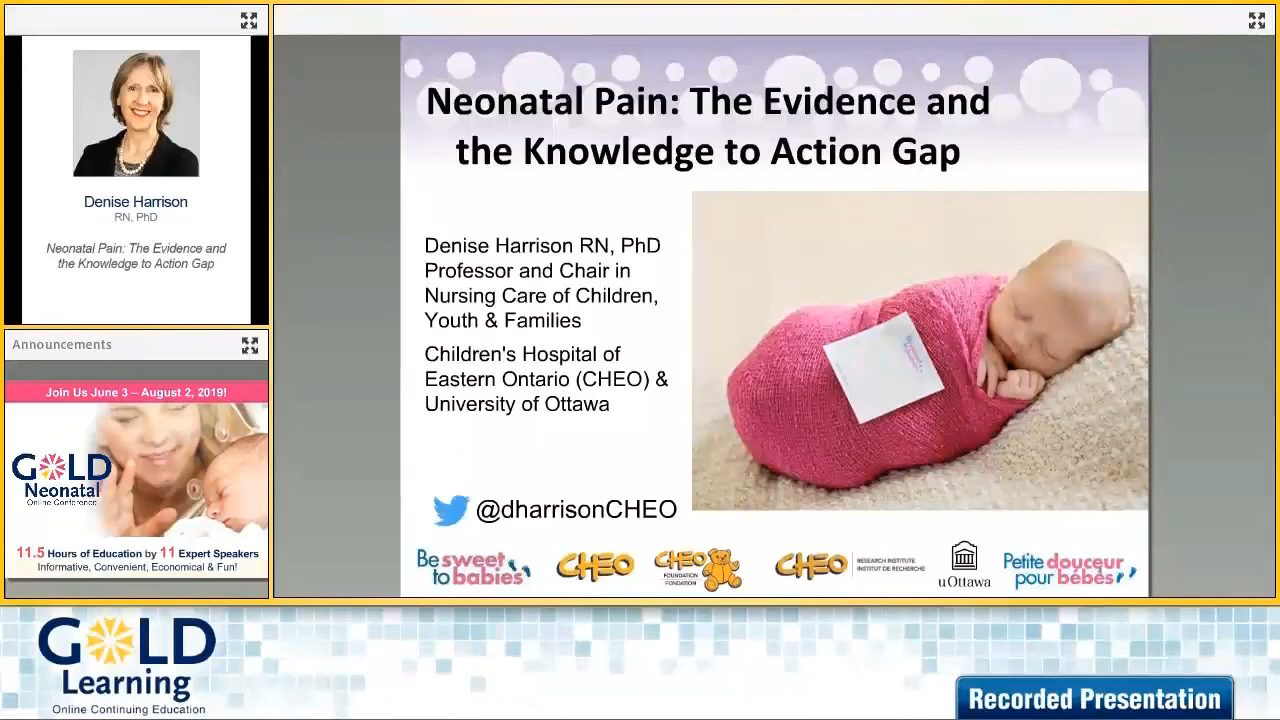 Denise Harrison
RN, PhD
Neonatal Pain: The Evidence and
the Knowledge to Action Gap
Announcements
Join Us June 3 – August 2, 2019!
GOLD
Neonatal
Online Conference
11.5 Hours of Education by 11 Expert Speakers
Informative, Convenient, Economical & Fun!
Neonatal Pain: The Evidence and
the Knowledge to Action Gap
Denise Harrison RN, PhD
Professor and Chair in
Nursing Care of Children,
Youth & Families
Children's Hospital of
Eastern Ontario (CHEO) &
University of Ottawa
@dharrisonCHEO
Be sweet
to babies
CHEO
CHEO
FOUNDATION
FONDATION
CHEO
RESEARCH INSTITUTE
INSTITUT DE RECHERCHE
uOttawa
Petite douceur
pour bébés
GOLD
Learning
Online Continuing Education
Recorded Presentation